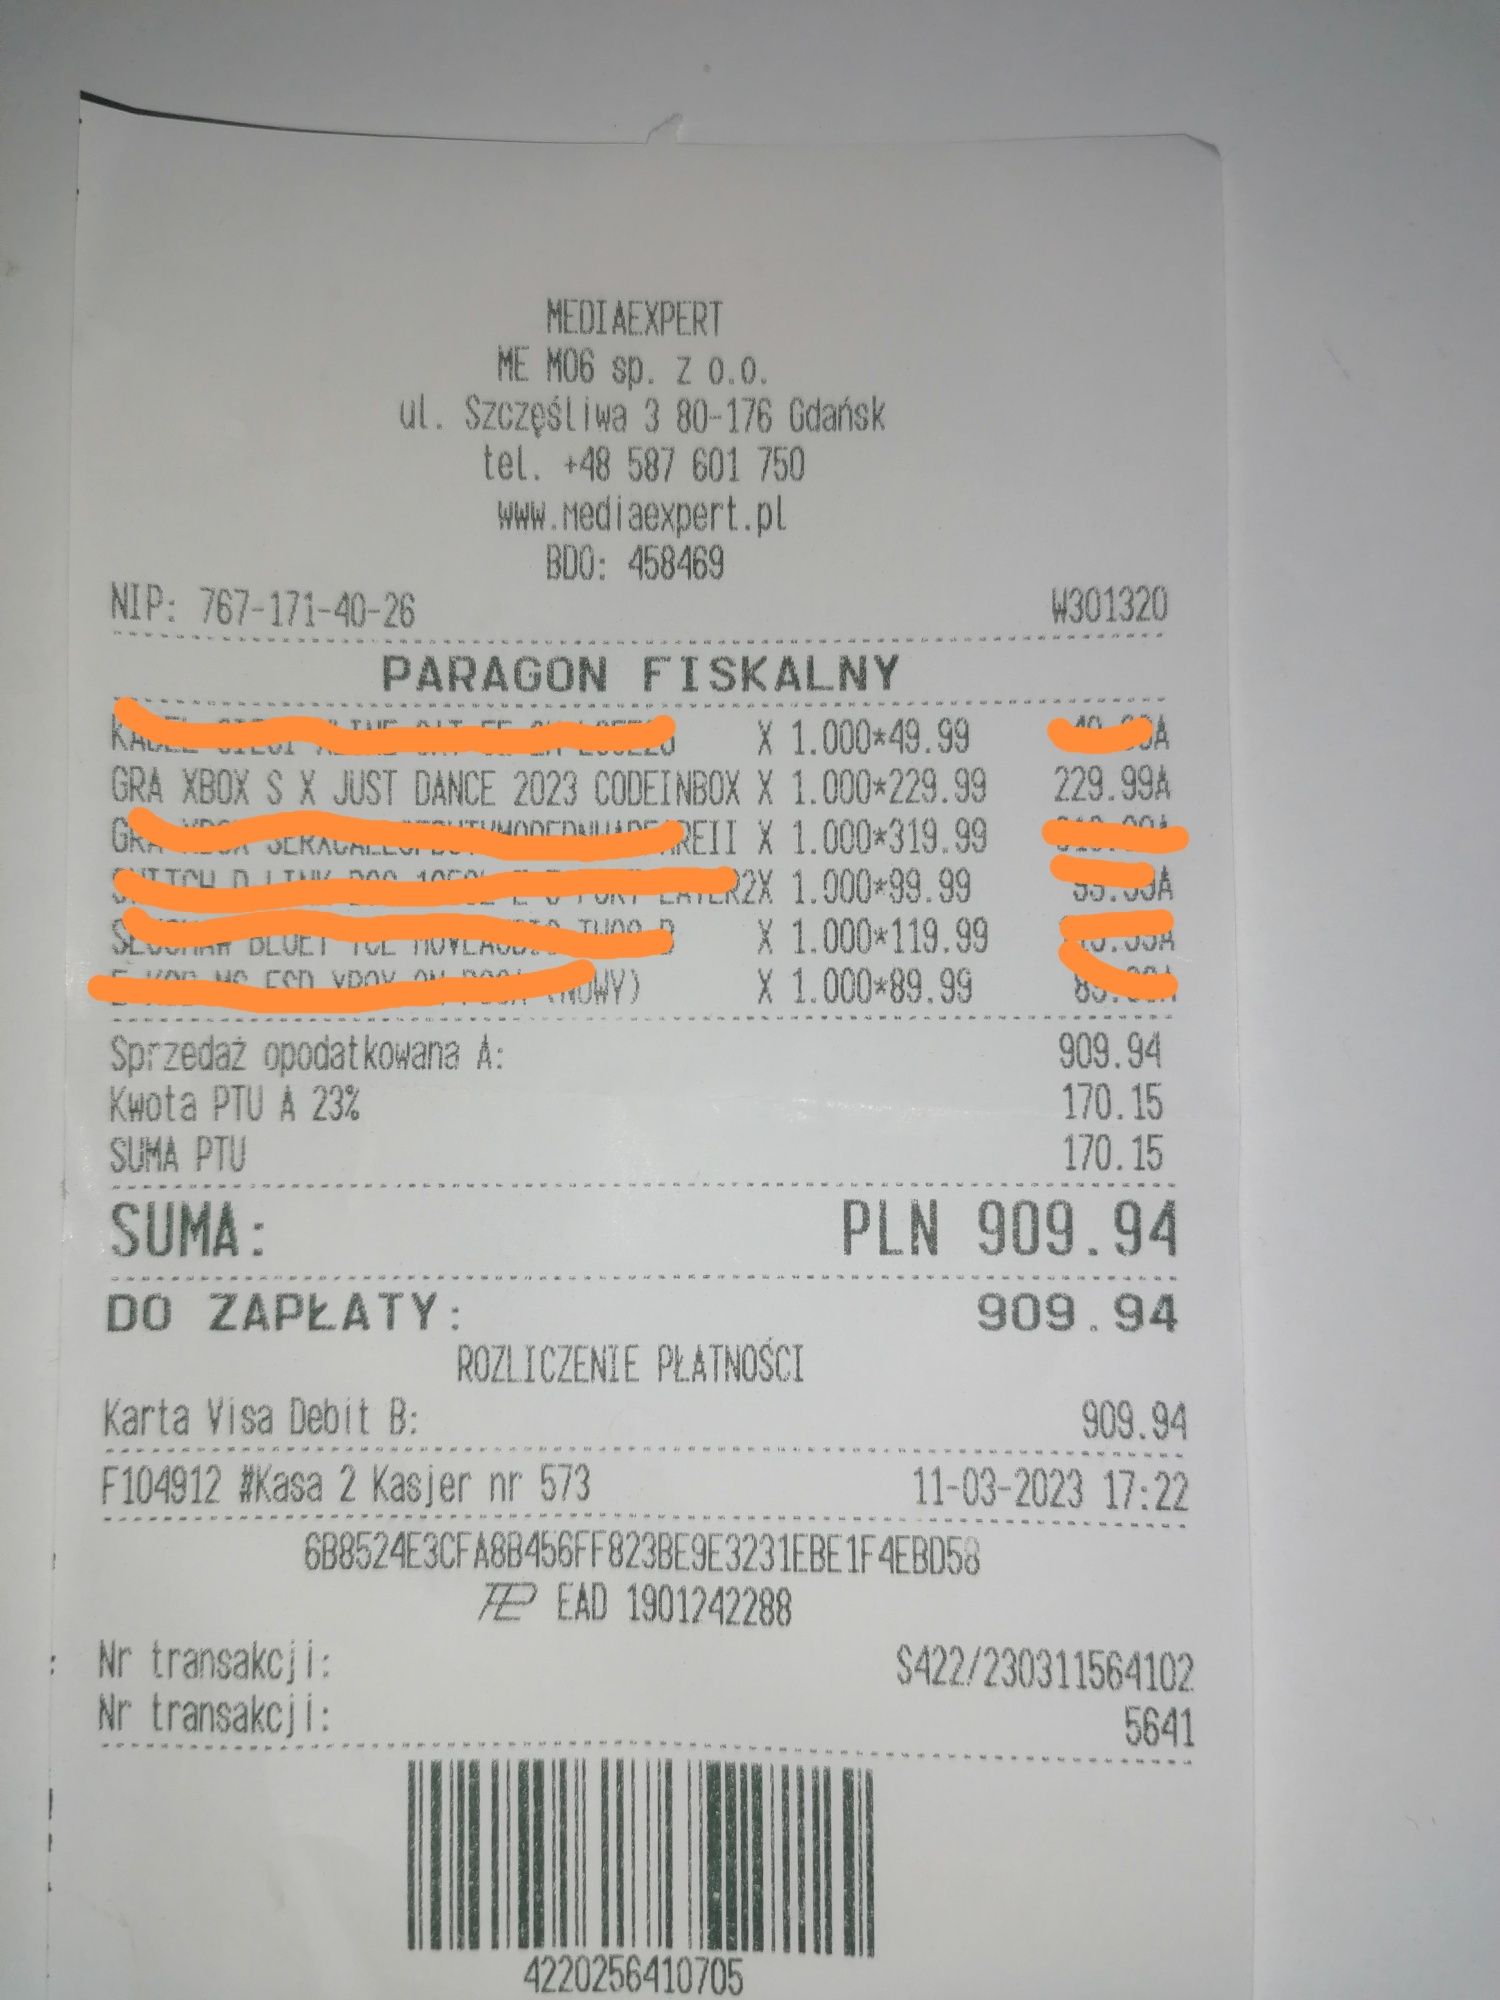 MEDIAEXPERT
ME M06 sp. z o.o.
ul. Szczęśliwa 3 80-176 Gdańsk
tel. +48 587 601 750
www.mediaexpert.pl
BDO: 458469
NIP: 767-171-40-26 W301320
PARAGON FISKALNY
X 1.000*49.99
GRA XBOX S X JUST DANCE 2023 CODEINBOX X 1.000*229.99 229.99A
GRA XBOX X 1.000*319.99
X 1.000*99.99
X 1.000*119.99
(NOWY) X 1.000*89.99
Sprzedaż opodatkowana A: 909.94
Kwota PTU A 23% 170.15
SUMA PTU 170.15
SUMA: PLN 909.94
DO ZAPŁATY: 909.94
ROZLICZENIE PŁATNOŚCI
Karta Visa Debit B: 909.94
F104912 #Kasa 2 Kasjer nr 573 11-03-2023 17:22
6B8524E3CFA8B456FF823BE9E3231EBE1F4EBD58
EAD 1901242288
Nr transakcji: S422/230311564102
Nr transakcji: 5641
4220256410705